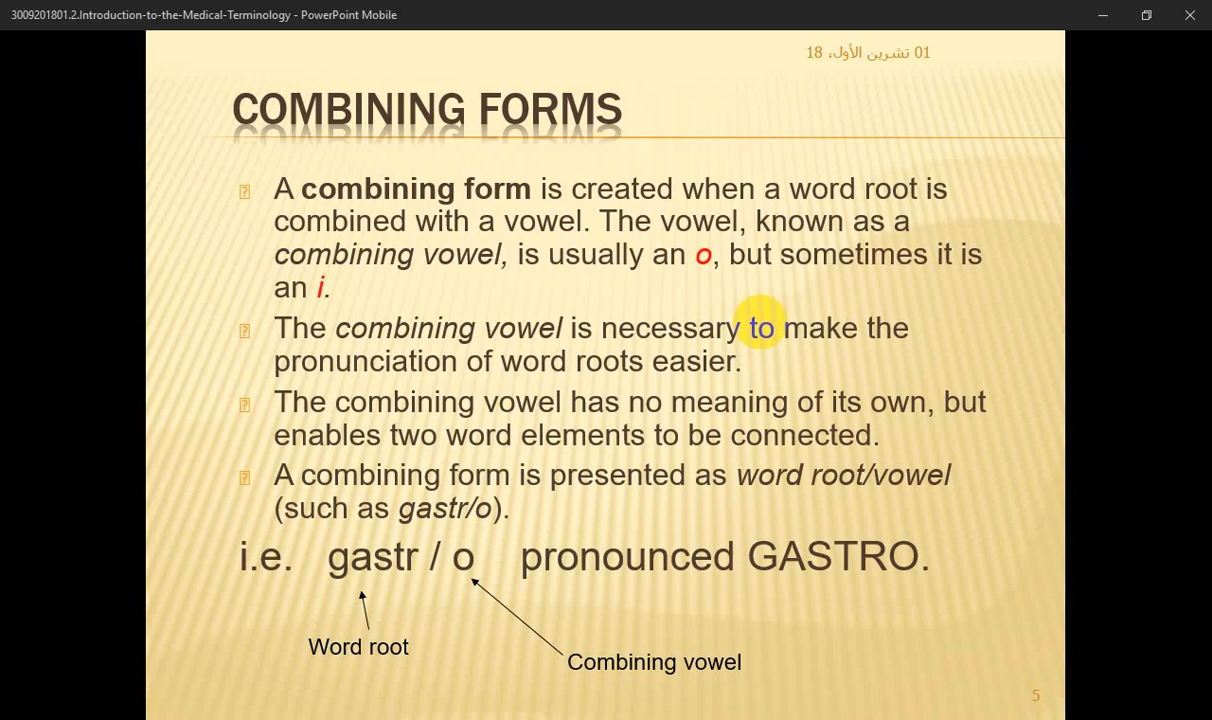 3009201801.2.Introduction-to-the-Medical-Terminology - PowerPoint Mobile
01 تشرين الأول، 18
COMBINING FORMS
A combining form is created when a word root is
combined with a vowel. The vowel, known as a
combining vowel, is usually an o, but sometimes it is
an i.
The combining vowel is necessary to make the
pronunciation of word roots easier.
The combining vowel has no meaning of its own, but
enables two word elements to be connected.
A combining form is presented as word root/vowel
(such as gastr/o).
i.e. gastr / o pronounced GASTRO.
Word root
Combining vowel
5